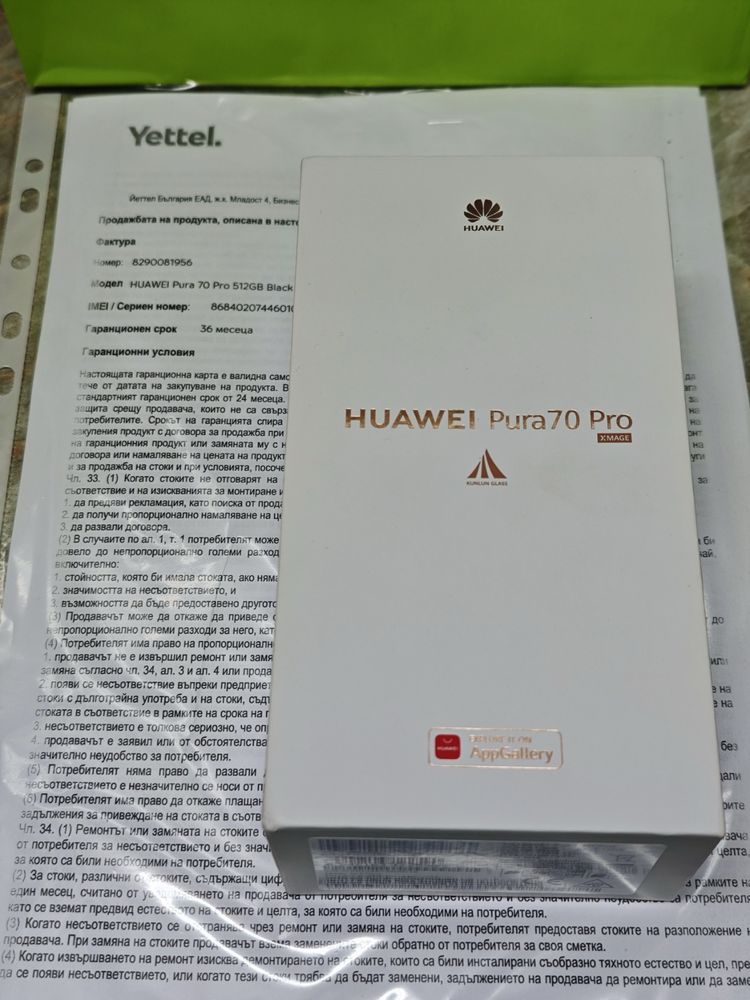 Yettel.
Йеттел България ЕАД, ж.к. Младост 4, Бизнес
Продажбата на продукта, описана в насто
Фактура
Номер: 8290081956
Модел HUAWEI Pura 70 Pro 512GB Black
IMEI / Сериен номер: 86840207446010
Гаранционен срок 36 месеца
Гаранционни условия
Настоящата гаранционна карта е валидна само
тече от датата на закупуване на продукта. В
стандартният гаранционен срок от 24 месеца.
защита срещу продавача, които не са свърз
потребителите. Срокът на гаранцията спира
закупения продукт с договора за продажба при
на гаранционния продукт или замяната му с н
договора или намаляване на цената на продукт
и за продажба на стоки и при условията, посоче
Чл. 33. (1) Когато стоките не отговарят на
съответствие и на изискванията за монтиране и
1. да предяви рекламация, като поиска от прода
2. да получи пропорционално намаляване на це
3. да развали договора.
(2) В случаите по ал. 1, т. 1 потребителят може
довело до непропорционално големи разход
включително:
1. стойността, която би имала стоката, ако няма
2. значимостта на несъответствието, и
3. възможността да бъде предоставено другото
(3) Продавачът може да откаже да приведе с
непропорционално големи разходи за него, кат
(4) Потребителят има право на пропорционалн
1. продавачът не е извършил ремонт или замя
замяна съгласно чл. 34, ал. 3 и ал. 4 или прода
2. появи се несъответствие въпреки предприет
стоки с дълготрайна употреба и на стоки, съдъ
стоката в съответствие в рамките на срока на г
3. несъответствието е толкова сериозно, че оп
4. продавачът е заявил или от обстоятелства
значително неудобство за потребителя.
(5) Потребителят няма право да развали д
несъответствието е незначително се носи от п
(6) Потребителят има право да откаже плащан
задължения за привеждане на стоката в съотв
Чл. 34. (1) Ремонтът или замяната на стоките с
от потребителя за несъответствието и без знач
за която са били необходими на потребителя.
(2) За стоки, различни от стоките, съдържащи циф
един месец, считано от уведомяването на продавача от потребителя за несъответствието и без значително неудобство за потребителя
като се вземат предвид естеството на стоките и целта, за която са били необходими на потребителя.
(3) Когато несъответствието се отстранява чрез ремонт или замяна на стоките, потребителят предоставя стоките на разположение
продавача. При замяна на стоките продавачът взема заменените стоки обратно от потребителя за своя сметка.
(4) Когато извършването на ремонт изисква демонтирането на стоките, които са били инсталирани съобразно тяхното естество и цел, пре
да се появи несъответствието, или когато тези стоки трябва да бъдат заменени, задължението на продавача да ремонтира или да заме
HUAWEI
HUAWEI Pura70 Pro
XMAGE
KUNLUN GLASS
HUAWEI
EXPLORE IT ON
AppGallery